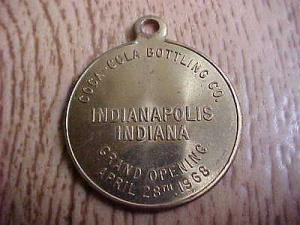 COCA-COLA BOTTLING CO.
INDIANAPOLIS
INDIANA
GRAND OPENING
APRIL 28TH 1968